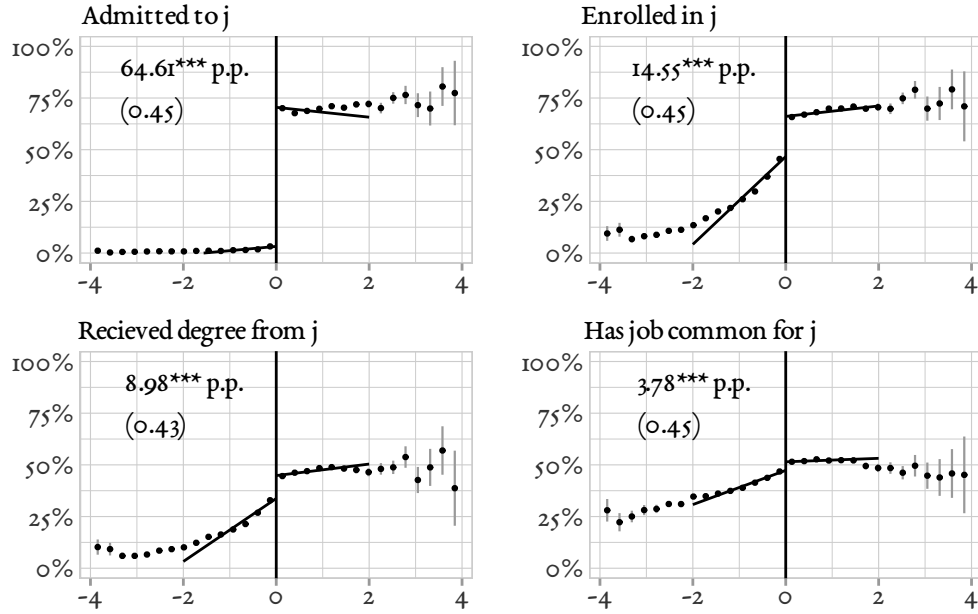 Admitted to j
100%
64.61*** p.p.
75%
(0.45)
50%
25%
0%
-4 -2 0 2 4
Enrolled in j
100%
14.55*** p.p.
75%
(0.45)
50%
25%
0%
-4 -2 0 2 4
Recieved degree from j
100%
8.98*** p.p.
75%
(0.43)
50%
25%
0%
-4 -2 0 2 4
Has job common for j
100%
3.78*** p.p.
75%
(0.45)
50%
25%
0%
-4 -2 0 2 4